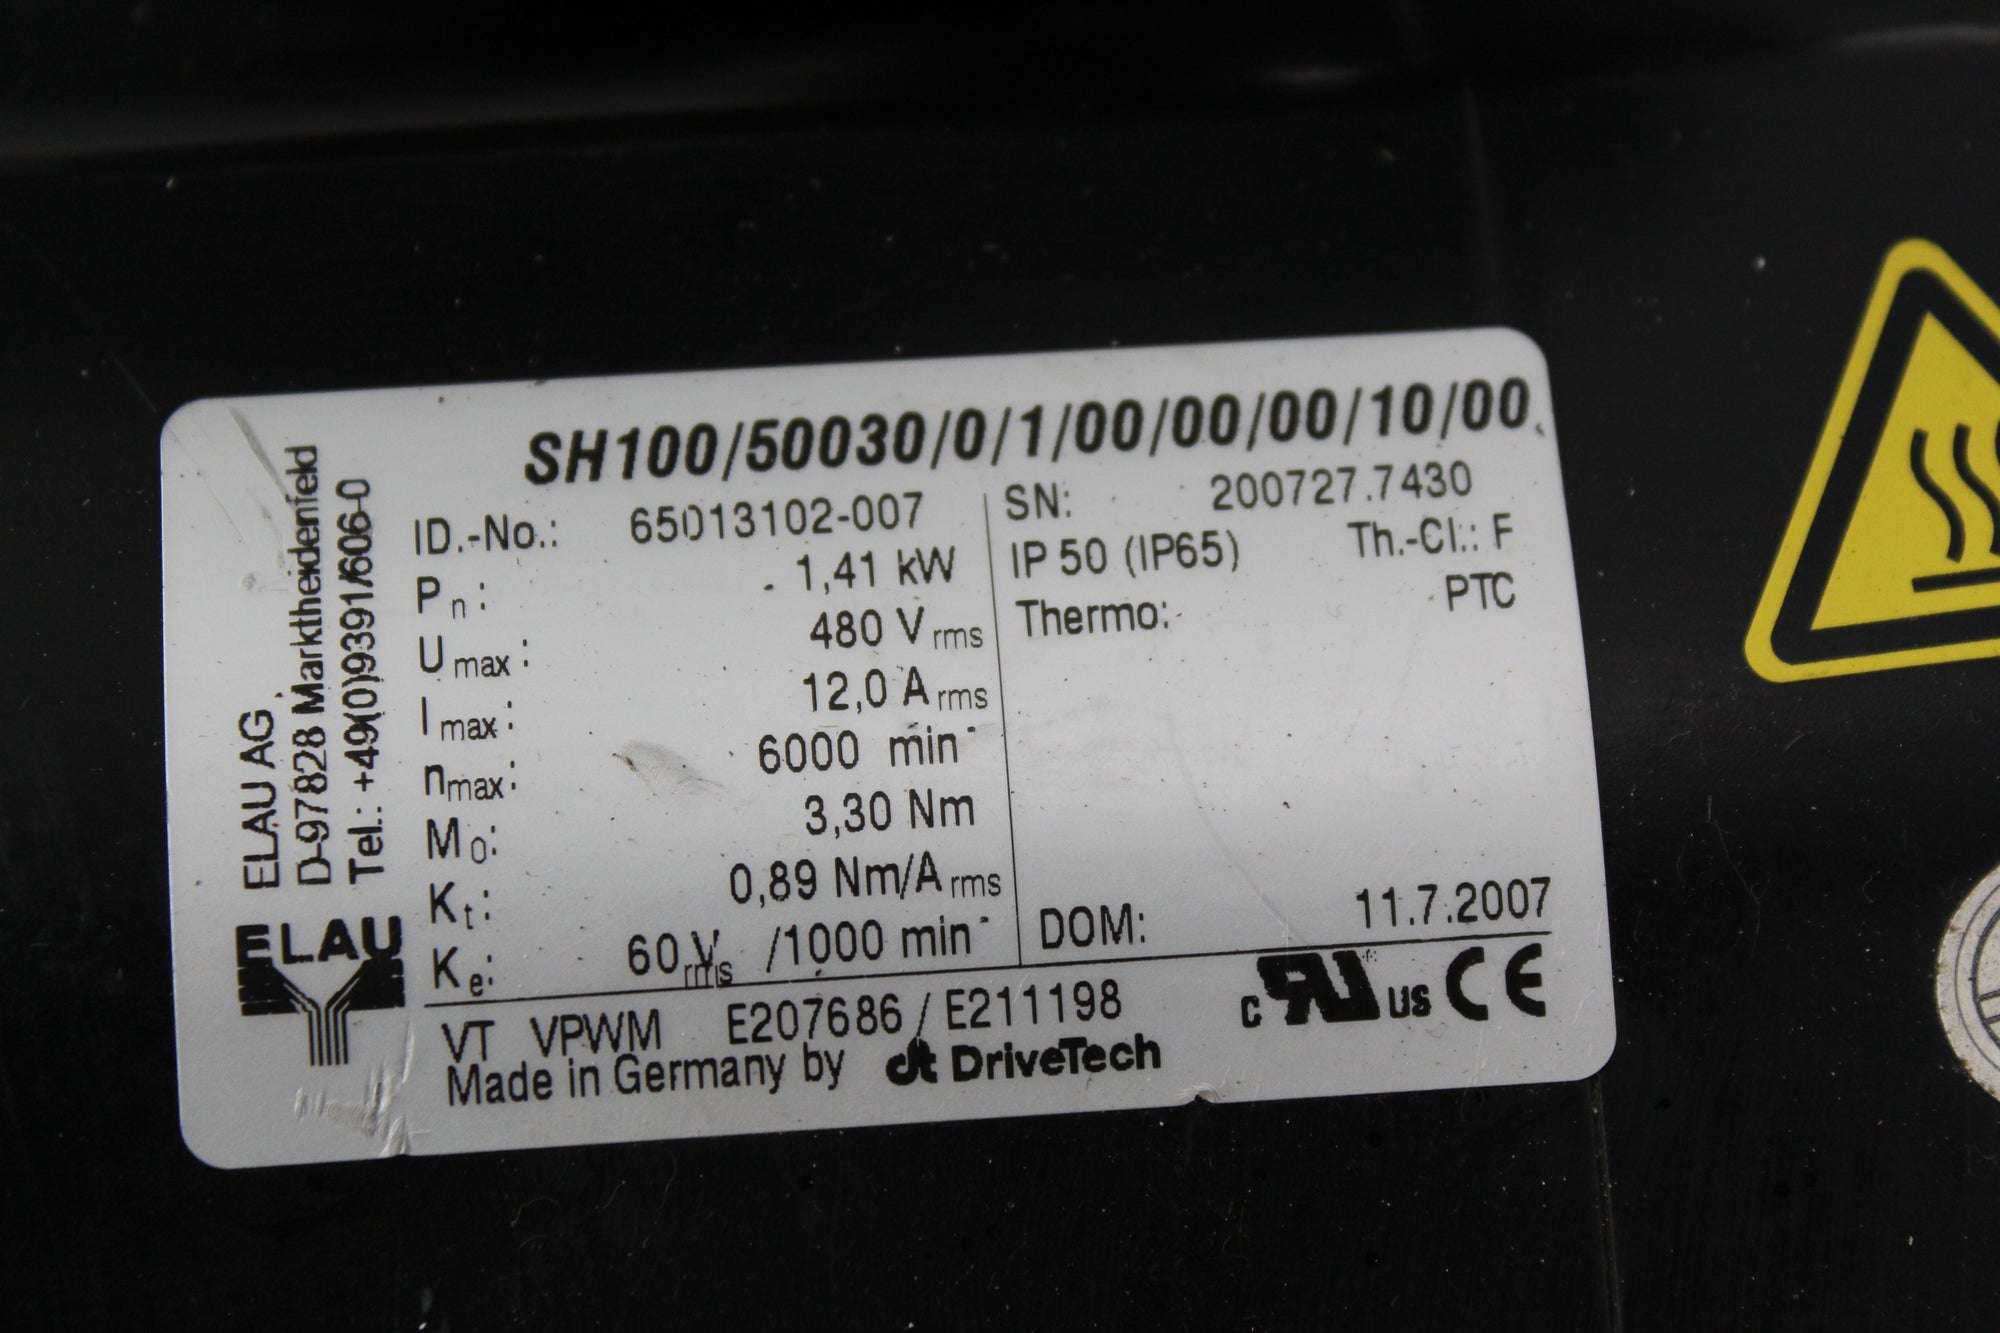 SH100/50030/0/1/00/00/00/10/00
ID.-No.: 65013102-007
Pn: 1,41 kW
Umax: 480 Vrms
Imax: 12,0 Arms
nmax: 6000 min-
M0: 3,30 Nm
Kt: 0,89 Nm/Arms
Ke: 60 Vrms /1000 min-
SN: 200727.7430
IP 50 (IP65) Th.-Cl.: F
Thermo: PTC
DOM: 11.7.2007
VT VPWM E207686 / E211198
Made in Germany by dt DriveTech
c RU US CE
ELAU AG
D-97828 Marktheidenfeld
Tel.: +49(0)9391/606-0
ELAU